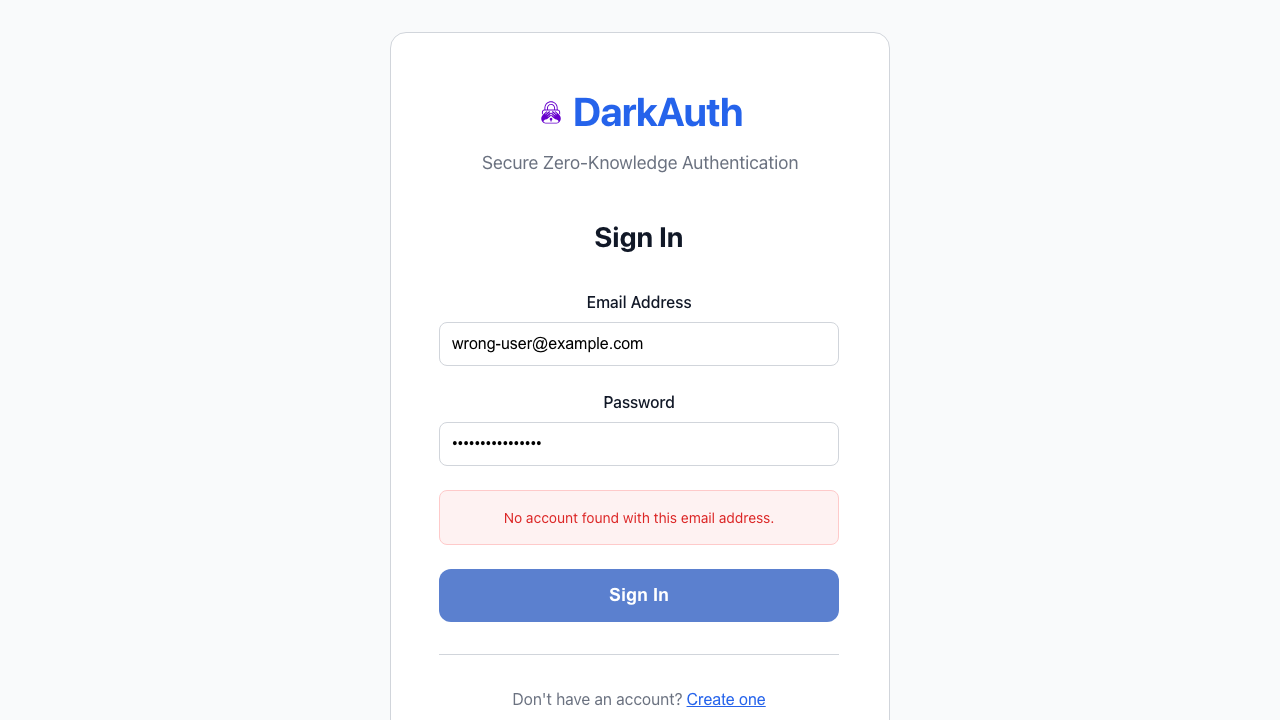 DarkAuth
Secure Zero-Knowledge Authentication
Sign In
Email Address
wrong-user@example.com
Password
••••••••••••••••
No account found with this email address.
Sign In
Don't have an account? Create one